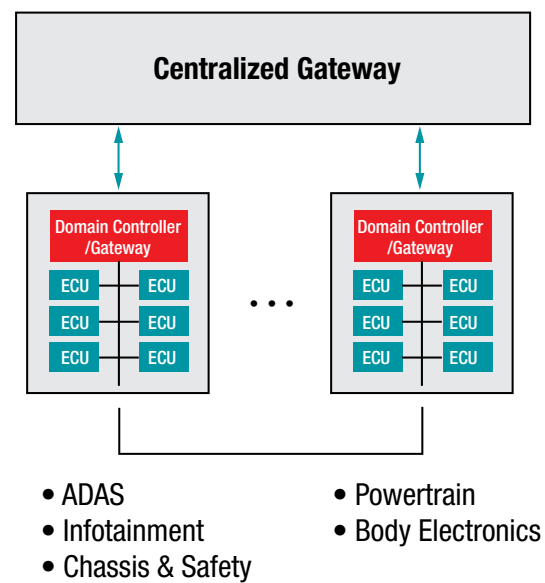 Centralized Gateway
Domain Controller
/Gateway
ECU ECU
ECU ECU
ECU ECU
...
Domain Controller
/Gateway
ECU ECU
ECU ECU
ECU ECU
• ADAS
• Infotainment
• Chassis & Safety
• Powertrain
• Body Electronics